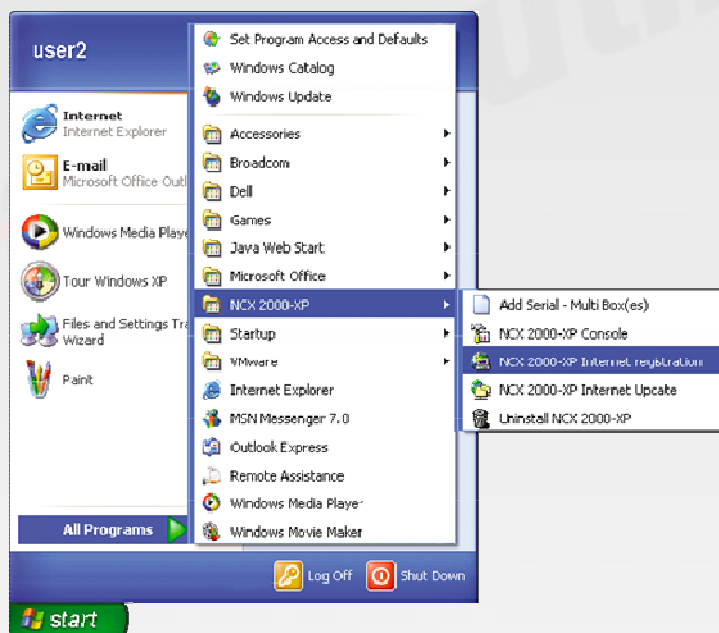 user2
Internet
Internet Explorer
E-mail
Microsoft Office Outl
Windows Media Playe
Tour Windows XP
Files and Settings Tra
Wizard
Paint
All Programs
Set Program Access and Defaults
Windows Catalog
Windows Update
Accessories
Broadcom
Dell
Games
Java Web Start
Microsoft Office
NCX 2000-XP
Startup
VMware
Internet Explorer
MSN Messenger 7.0
Outlook Express
Remote Assistance
Windows Media Player
Windows Movie Maker
Add Serial - Multi Box(es)
NCX 2000-XP Console
NCX 2000-XP Internet registration
NCX 2000-XP Internet Update
Uninstall NCX 2000-XP
Log Off
Shut Down
start